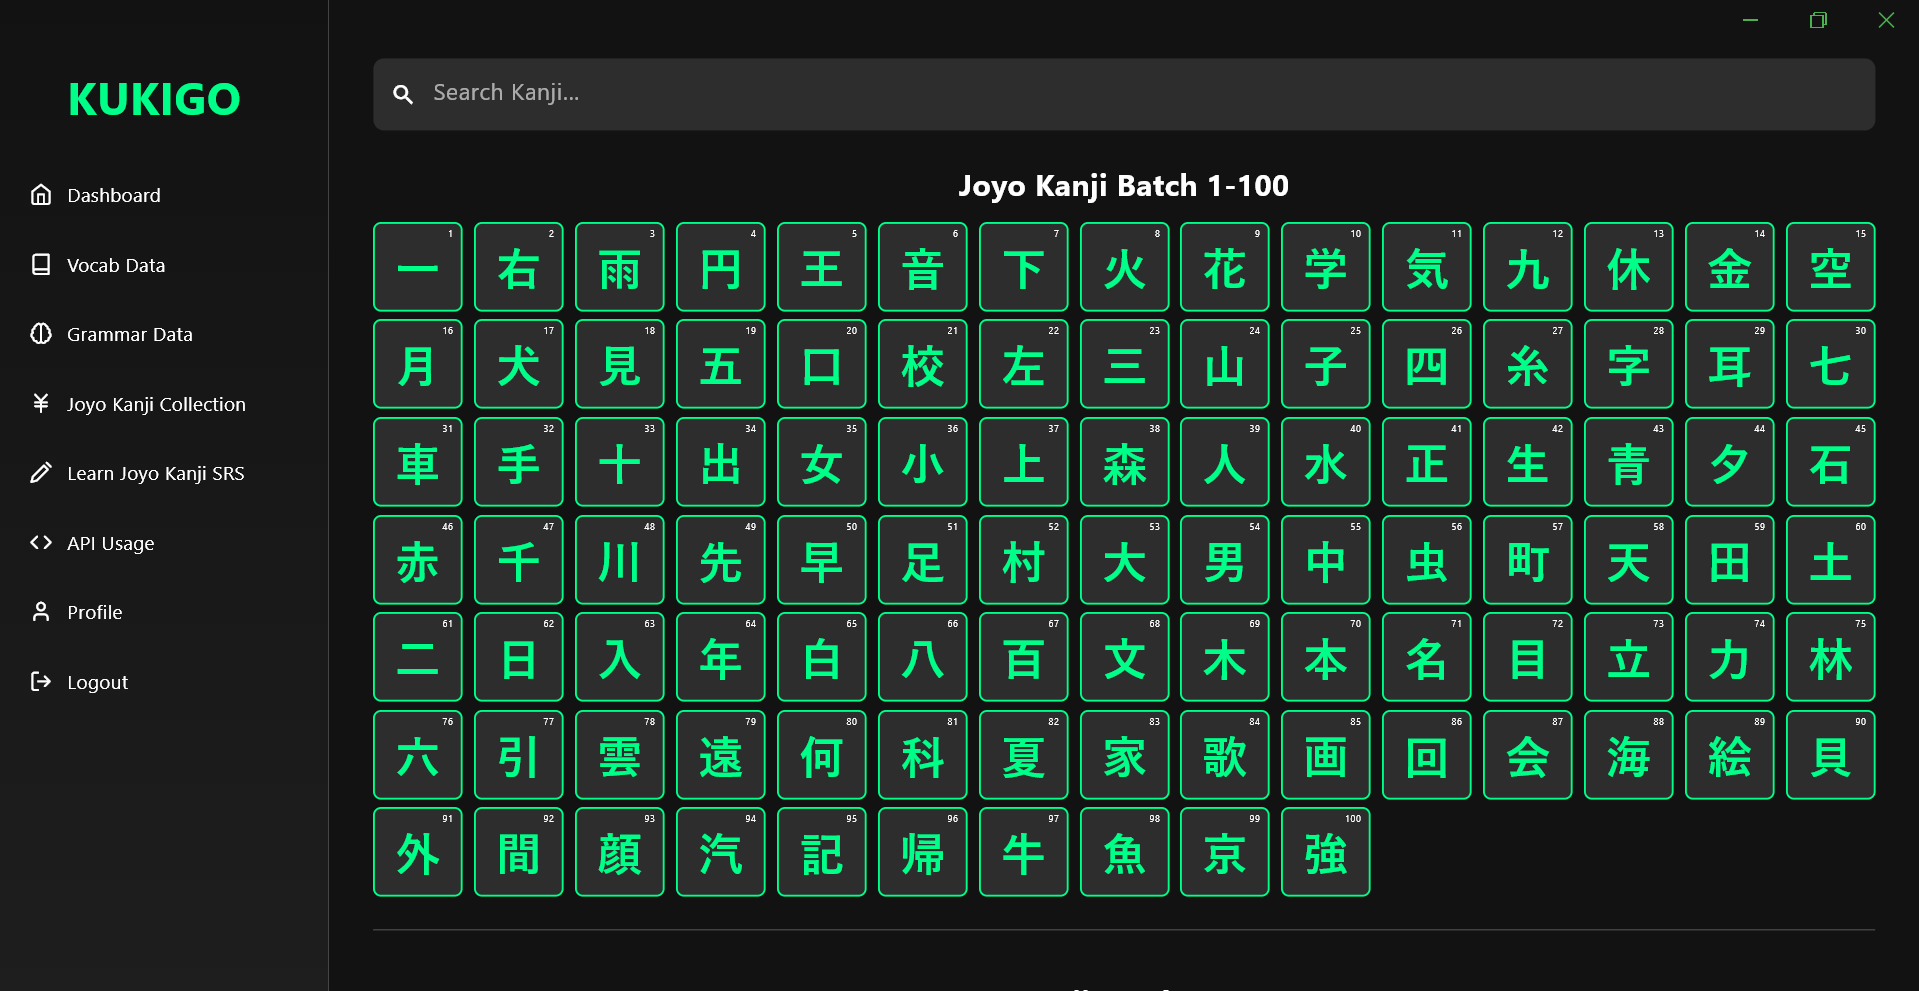 KUKIGO
Dashboard
Vocab Data
Grammar Data
Joyo Kanji Collection
Learn Joyo Kanji SRS
API Usage
Profile
Logout
Search Kanji...
Joyo Kanji Batch 1-100
1 2 3 4 5 6 7 8 9 10 11 12 13 14 15
一 右 雨 円 王 音 下 火 花 学 気 九 休 金 空
16 17 18 19 20 21 22 23 24 25 26 27 28 29 30
月 犬 見 五 口 校 左 三 山 子 四 糸 字 耳 七
31 32 33 34 35 36 37 38 39 40 41 42 43 44 45
車 手 十 出 女 小 上 森 人 水 正 生 青 夕 石
46 47 48 49 50 51 52 53 54 55 56 57 58 59 60
赤 千 川 先 早 足 村 大 男 中 虫 町 天 田 土
61 62 63 64 65 66 67 68 69 70 71 72 73 74 75
二 日 入 年 白 八 百 文 木 本 名 目 立 力 林
76 77 78 79 80 81 82 83 84 85 86 87 88 89 90
六 引 雲 遠 何 科 夏 家 歌 画 回 会 海 絵 貝
91 92 93 94 95 96 97 98 99 100
外 間 顔 汽 記 帰 牛 魚 京 強